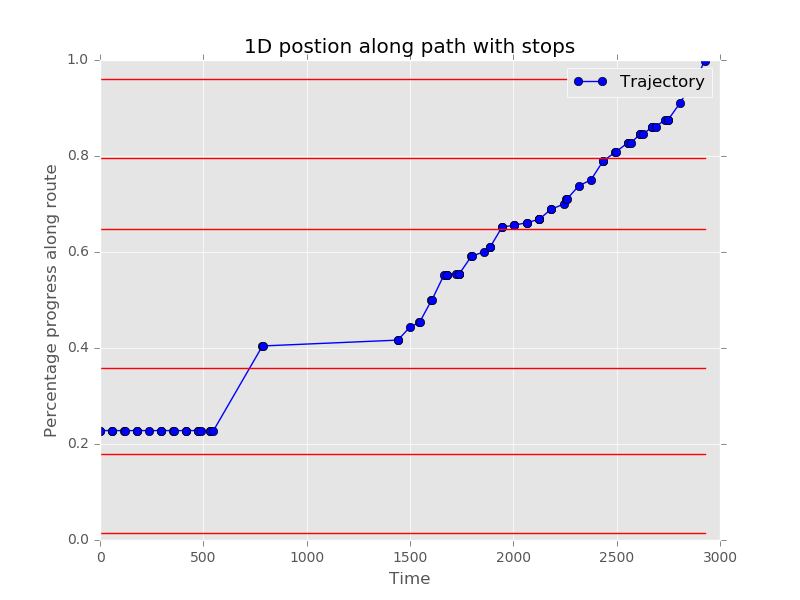 1D postion along path with stops
Trajectory
Percentage progress along route
1.0
0.8
0.6
0.4
0.2
0.0
0 500 1000 1500 2000 2500 3000
Time